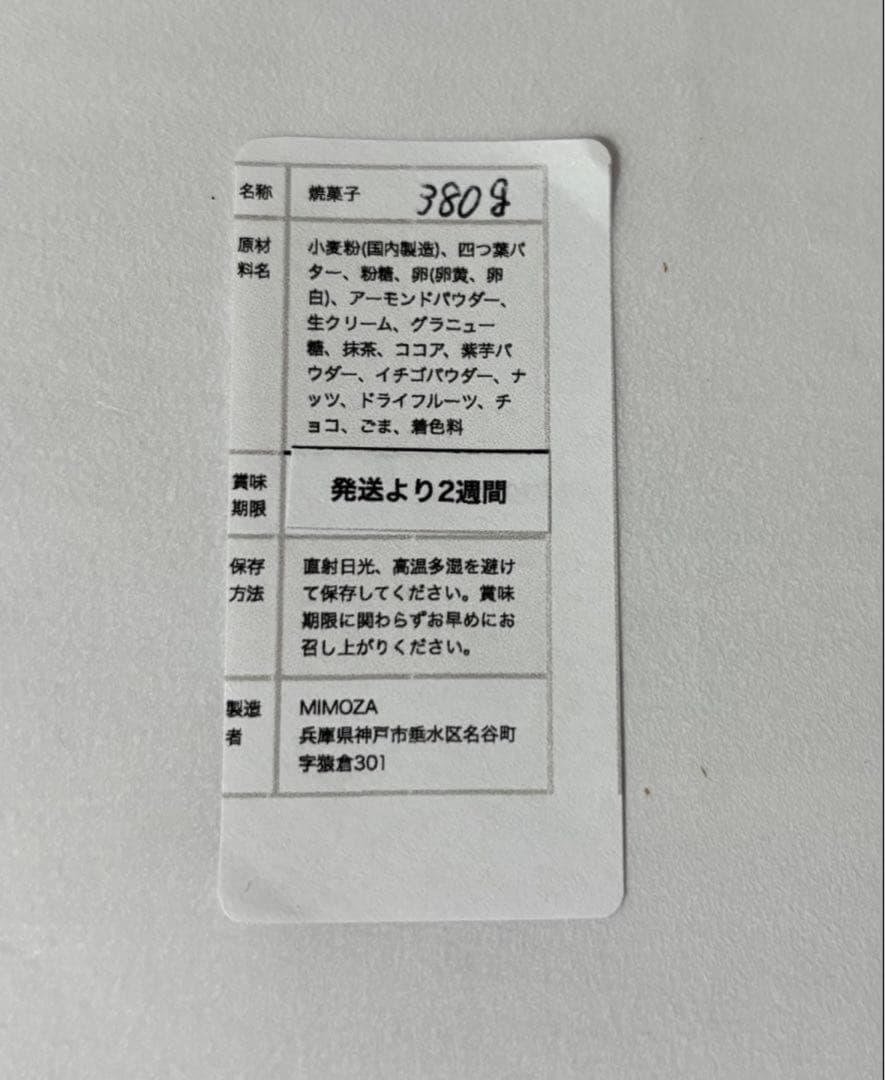 名称 焼菓子 380g
原材 小麦粉(国内製造)、四つ葉バ
料名 ター、粉糖、卵(卵黄、卵
白)、アーモンドパウダー、
生クリーム、グラニュー
糖、抹茶、ココア、紫芋パ
ウダー、イチゴパウダー、ナ
ッツ、ドライフルーツ、チ
ョコ、ごま、着色料
賞味
発送より2週間
期限
保存 直射日光、高温多湿を避け
方法 て保存してください。賞味
期限に関わらずお早めにお
召し上がりください。
製造 MIMOZA
者 兵庫県神戸市垂水区名谷町
字猿倉301